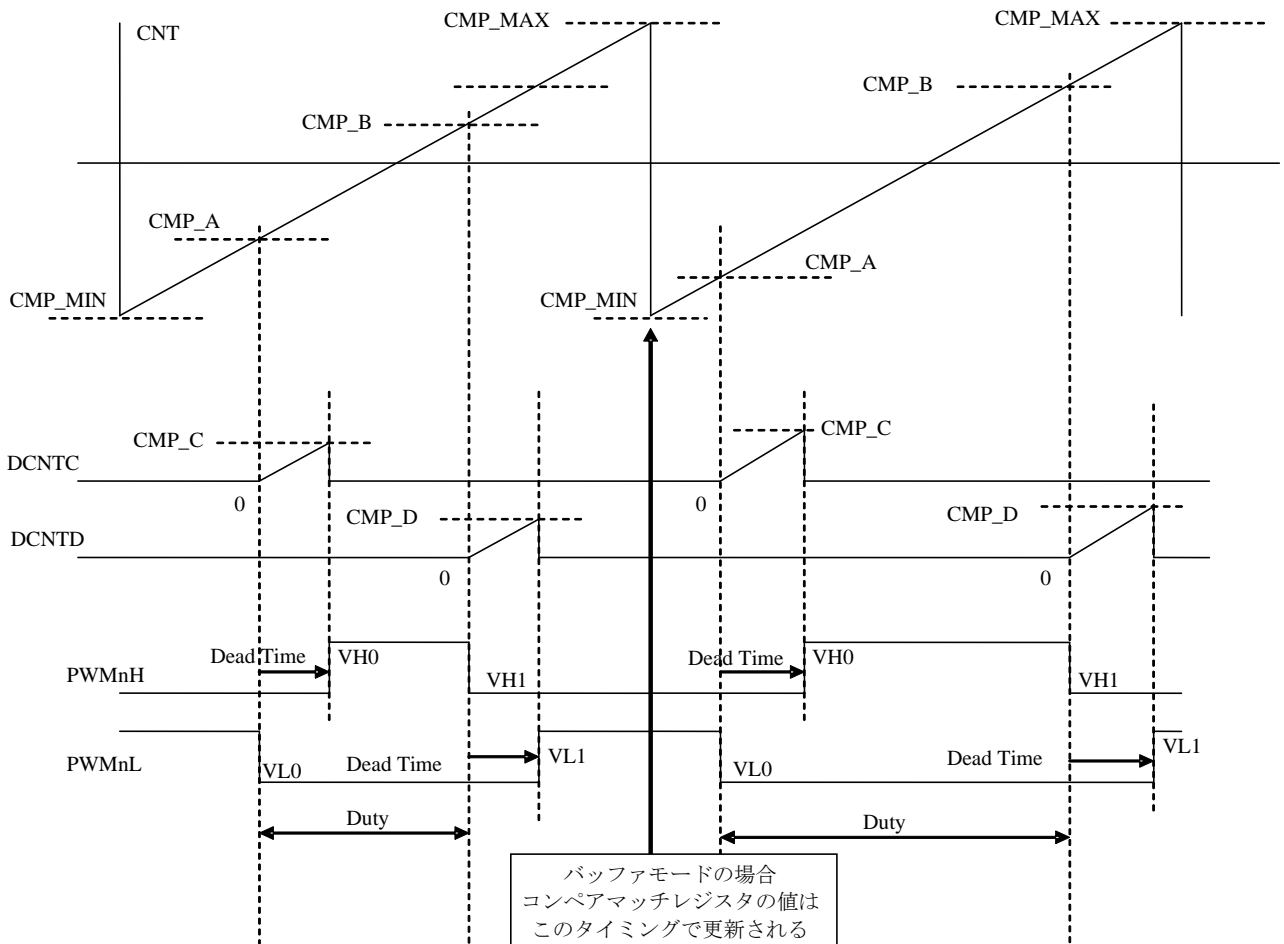 CNT
CMP_MAX
CMP_MAX
CMP_B
CMP_B
CMP_A
CMP_A
CMP_MIN
CMP_MIN
CMP_C
CMP_C
DCNTC
0
0
CMP_D
CMP_D
DCNTD
0
0
Dead Time
VH0
Dead Time
VH0
PWMnH
VH1
VH1
PWMnL
VL0
Dead Time
VL1
VL0
Dead Time
VL1
Duty
Duty
バッファモードの場合
コンペアマッチレジスタの値は
このタイミングで更新される